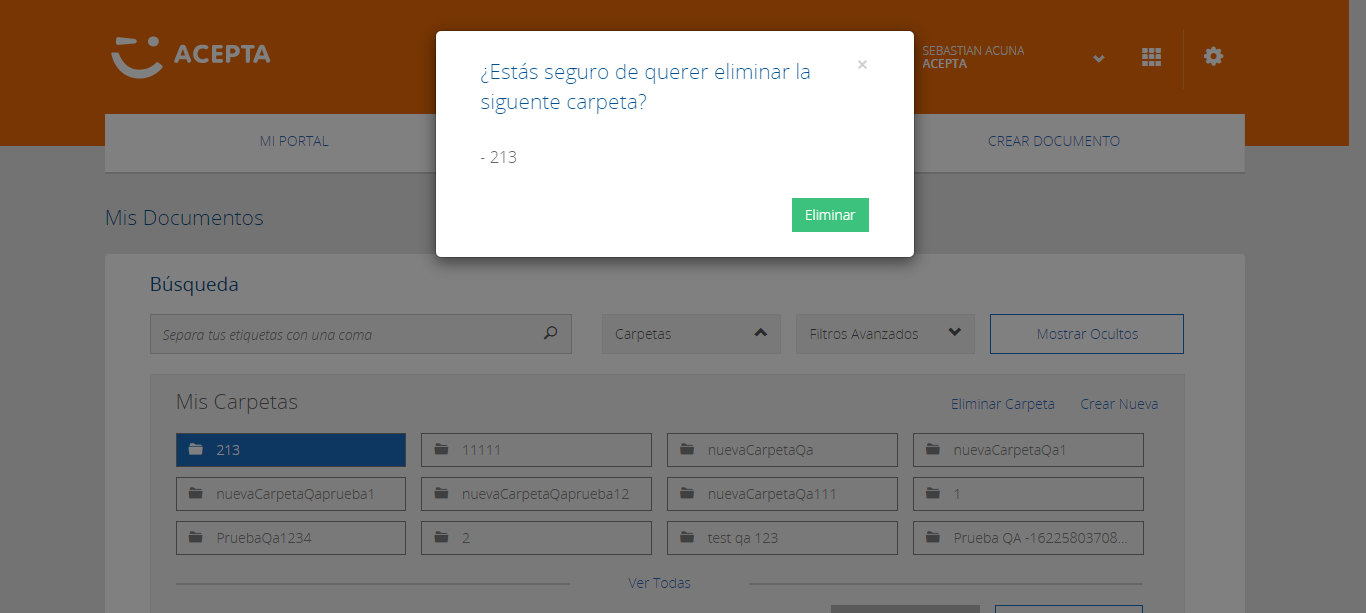 ACEPTA
SEBASTIAN ACUNA
ACEPTA
¿Estás seguro de querer eliminar la
siguente carpeta?
×
- 213
Eliminar
MI PORTAL
CREAR DOCUMENTO
Mis Documentos
Búsqueda
Separa tus etiquetas con una coma
Carpetas
Filtros Avanzados
Mostrar Ocultos
Mis Carpetas
Eliminar Carpeta
Crear Nueva
213
11111
nuevaCarpetaQa
nuevaCarpetaQa1
nuevaCarpetaQaprueba1
nuevaCarpetaQaprueba12
nuevaCarpetaQa111
1
PruebaQa1234
2
test qa 123
Prueba QA -16225803708...
Ver Todas